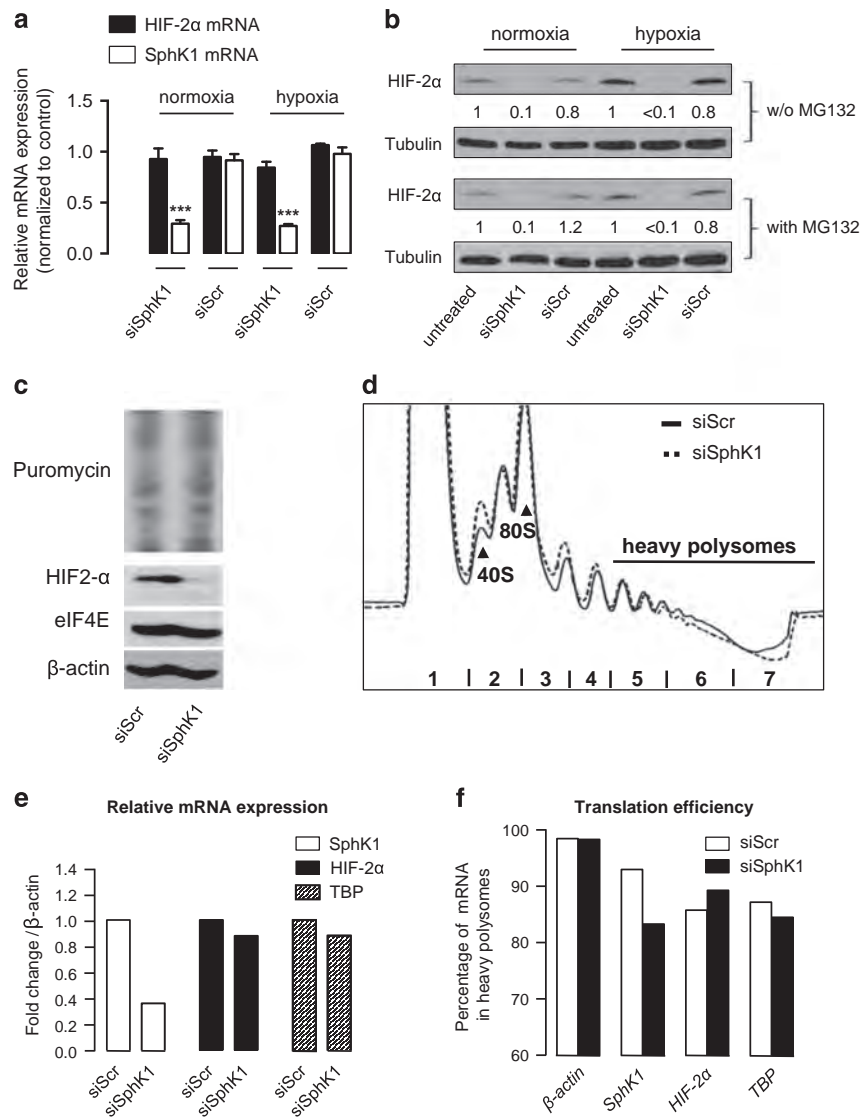 a
HIF-2α mRNA
SphK1 mRNA
Relative mRNA expression
(normalized to control)
1.5
1.0
0.5
0.0
normoxia
hypoxia
***
***
siSphK1
siScr
siSphK1
siScr
b
normoxia
hypoxia
HIF-2α
1 0.1 0.8 1 <0.1 0.8
w/o MG132
Tubulin
HIF-2α
1 0.1 1.2 1 <0.1 0.8
with MG132
Tubulin
untreated
siSphK1
siScr
untreated
siSphK1
siScr
c
Puromycin
HIF2-α
eIF4E
β-actin
siScr
siSphK1
d
siScr
siSphK1
80S
40S
heavy polysomes
1 2 3 4 5 6 7
e
Relative mRNA expression
SphK1
HIF-2α
TBP
Fold change/β-actin
1.4
1.2
1.0
0.8
0.6
0.4
0.2
0.0
siScr
siSphK1
siScr
siSphK1
siScr
siSphK1
f
Translation efficiency
siScr
siSphK1
Percentage of mRNA
in heavy polysomes
100
90
80
70
60
β-actin
SphK1
HIF-2α
TBP